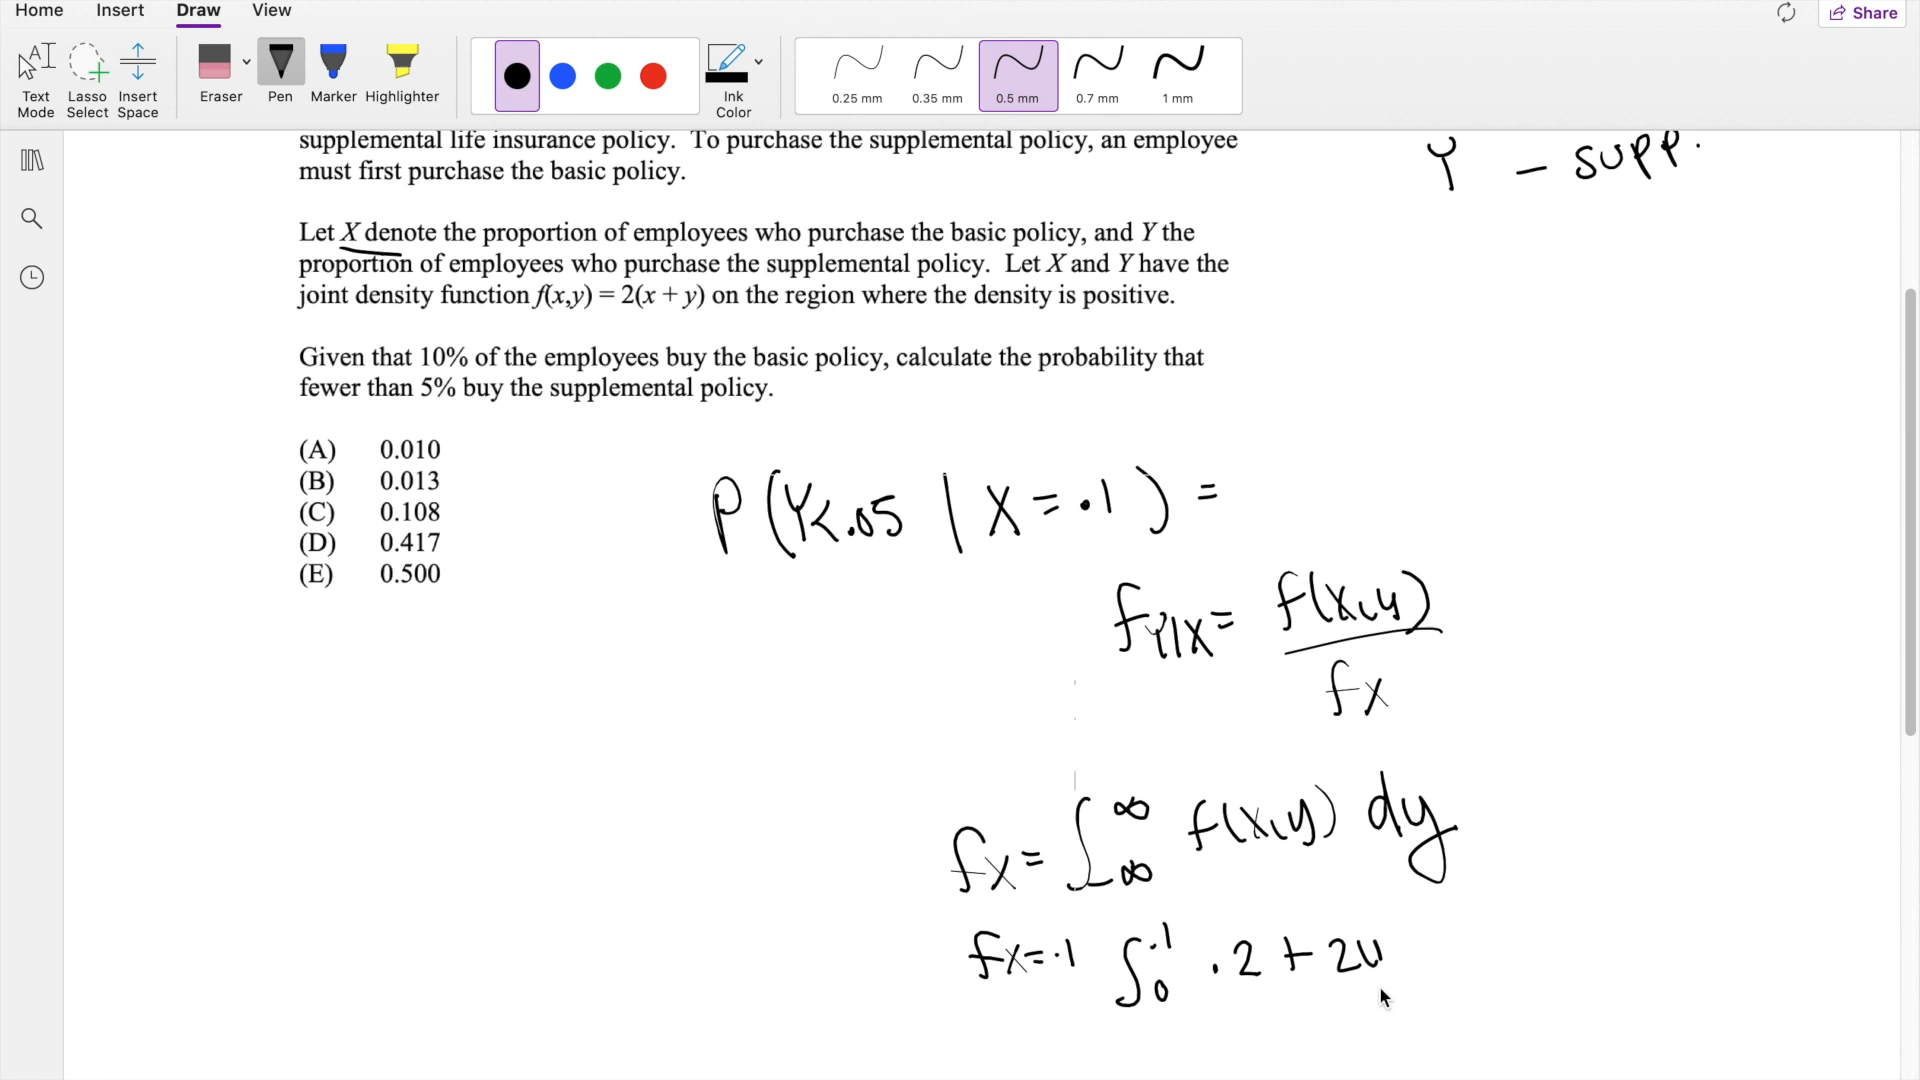 Home Insert Draw View
Share
Text Mode
Lasso Select
Insert Space
Eraser
Pen
Marker
Highlighter
Ink Color
0.25 mm
0.35 mm
0.5 mm
0.7 mm
1 mm
supplemental life insurance policy. To purchase the supplemental policy, an employee
must first purchase the basic policy.
Y – supp.
Let X denote the proportion of employees who purchase the basic policy, and Y the
proportion of employees who purchase the supplemental policy. Let X and Y have the
joint density function f(x,y) = 2(x + y) on the region where the density is positive.
Given that 10% of the employees buy the basic policy, calculate the probability that
fewer than 5% buy the supplemental policy.
(A) 0.010
(B) 0.013
(C) 0.108
(D) 0.417
(E) 0.500
P(Y<.05 | X=.1) =
fY|X = f(x,y) / fx
fx = ∫_{-∞}^{∞} f(x,y) dy
fx=.1 ∫_0^{.1} .2 + 2y